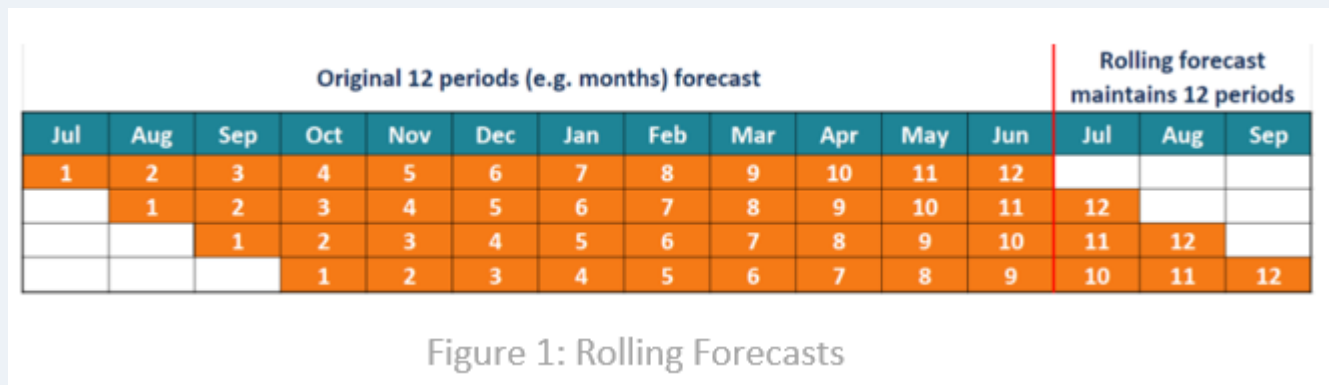 Original 12 periods (e.g. months) forecast
Rolling forecast
maintains 12 periods
Jul Aug Sep Oct Nov Dec Jan Feb Mar Apr May Jun Jul Aug Sep
1 2 3 4 5 6 7 8 9 10 11 12
1 2 3 4 5 6 7 8 9 10 11 12
1 2 3 4 5 6 7 8 9 10 11 12
1 2 3 4 5 6 7 8 9 10 11 12
Figure 1: Rolling Forecasts